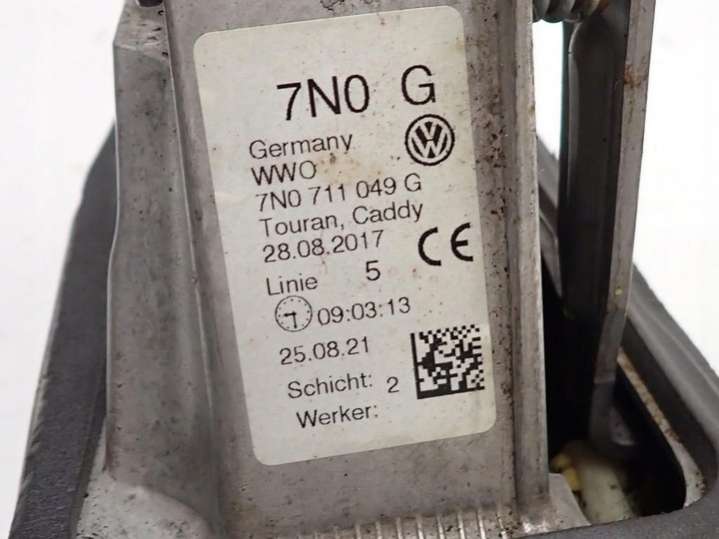 7N0 G
Germany
WWO
7N0 711 049 G
Touran, Caddy
28.08.2017
CE
Linie 5
09:03:13
25.08.21
Schicht: 2
Werker: